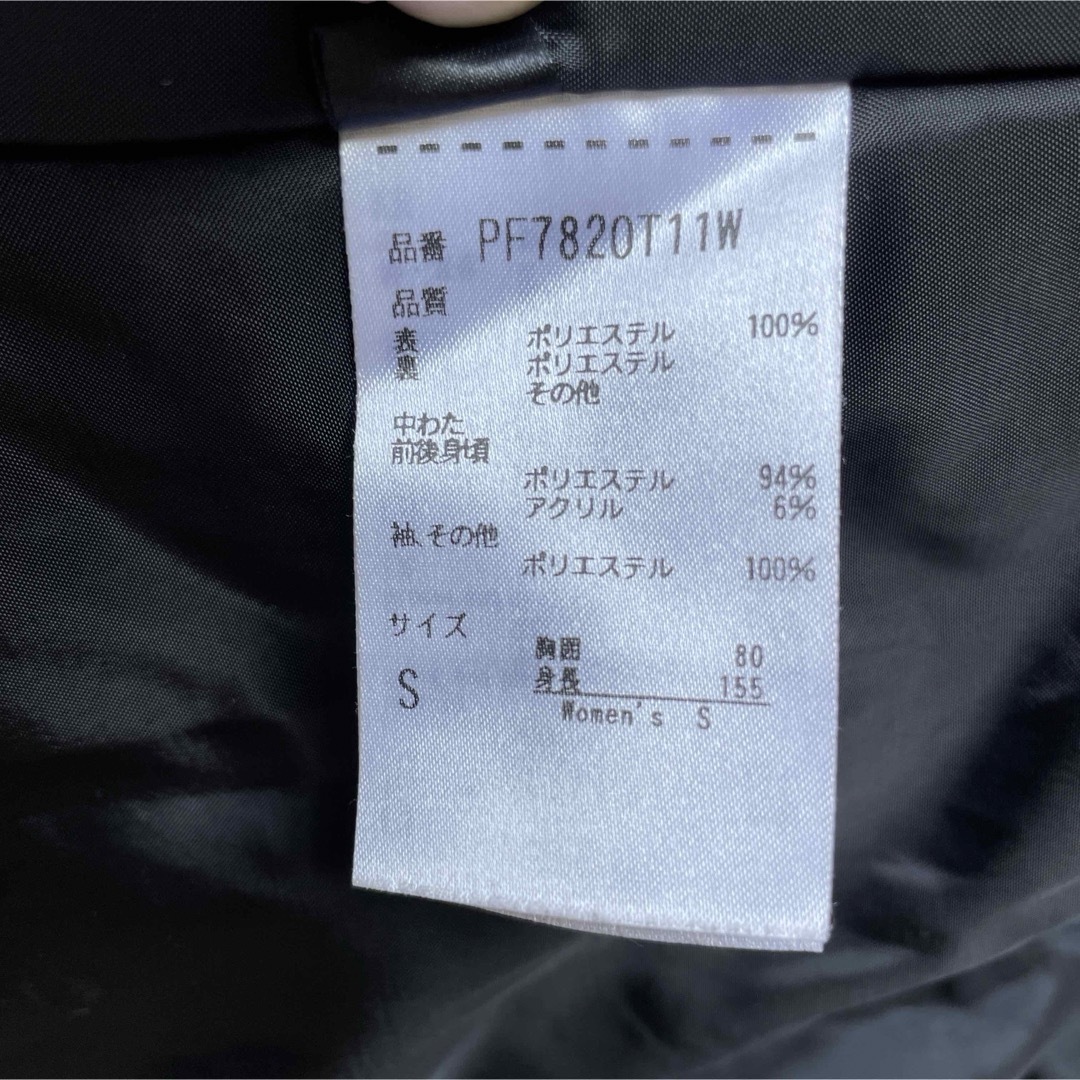 品番 PF7820T11W
品質
表 ポリエステル 100%
裏 ポリエステル
その他
中わた
前後身頃
ポリエステル 94%
アクリル 6%
袖、その他
ポリエステル 100%
サイズ
胸囲 80
S 身長 155
Women's S